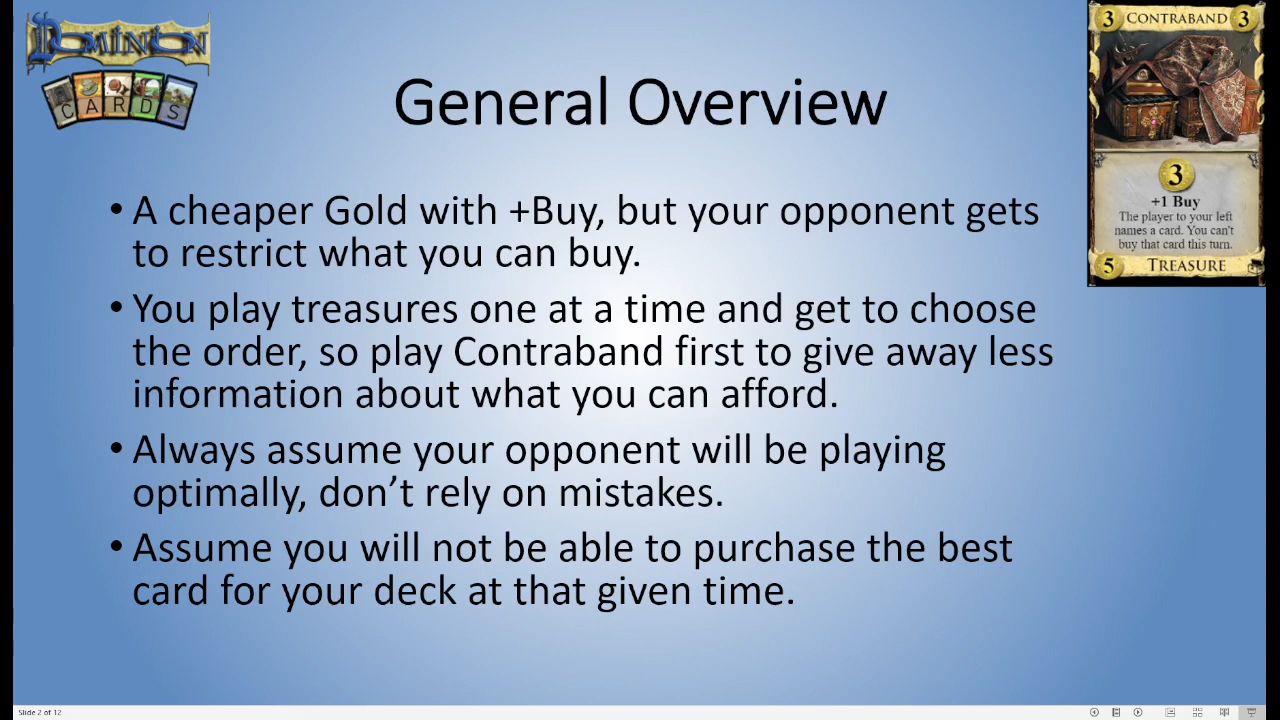 DOMINION
CARDS
General Overview
• A cheaper Gold with +Buy, but your opponent gets
to restrict what you can buy.
• You play treasures one at a time and get to choose
the order, so play Contraband first to give away less
information about what you can afford.
• Always assume your opponent will be playing
optimally, don’t rely on mistakes.
• Assume you will not be able to purchase the best
card for your deck at that given time.
3 CONTRABAND 3
3
+1 Buy
The player to your left
names a card. You can't
buy that card this turn.
5 TREASURE
Slide 2 of 12